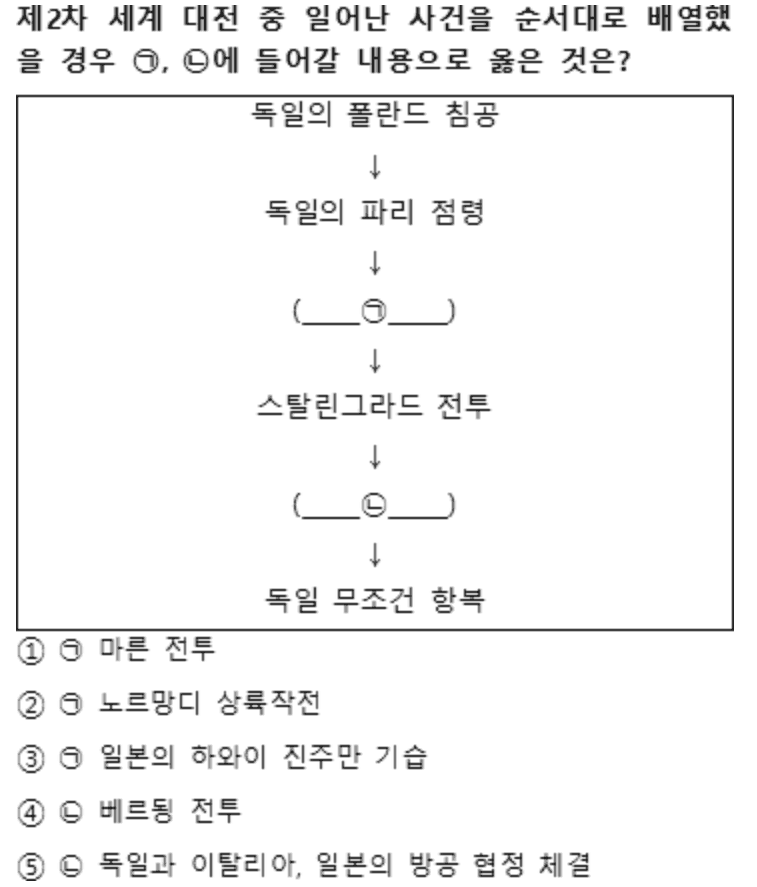 제2차 세계 대전 중 일어난 사건을 순서대로 배열했
을 경우 ㉠, ㉡에 들어갈 내용으로 옳은 것은?
독일의 폴란드 침공
↓
독일의 파리 점령
↓
(____㉠____)
↓
스탈린그라드 전투
↓
(____㉡____)
↓
독일 무조건 항복
① ㉠ 마른 전투
② ㉠ 노르망디 상륙작전
③ ㉠ 일본의 하와이 진주만 기습
④ ㉡ 베르됭 전투
⑤ ㉡ 독일과 이탈리아, 일본의 방공 협정 체결